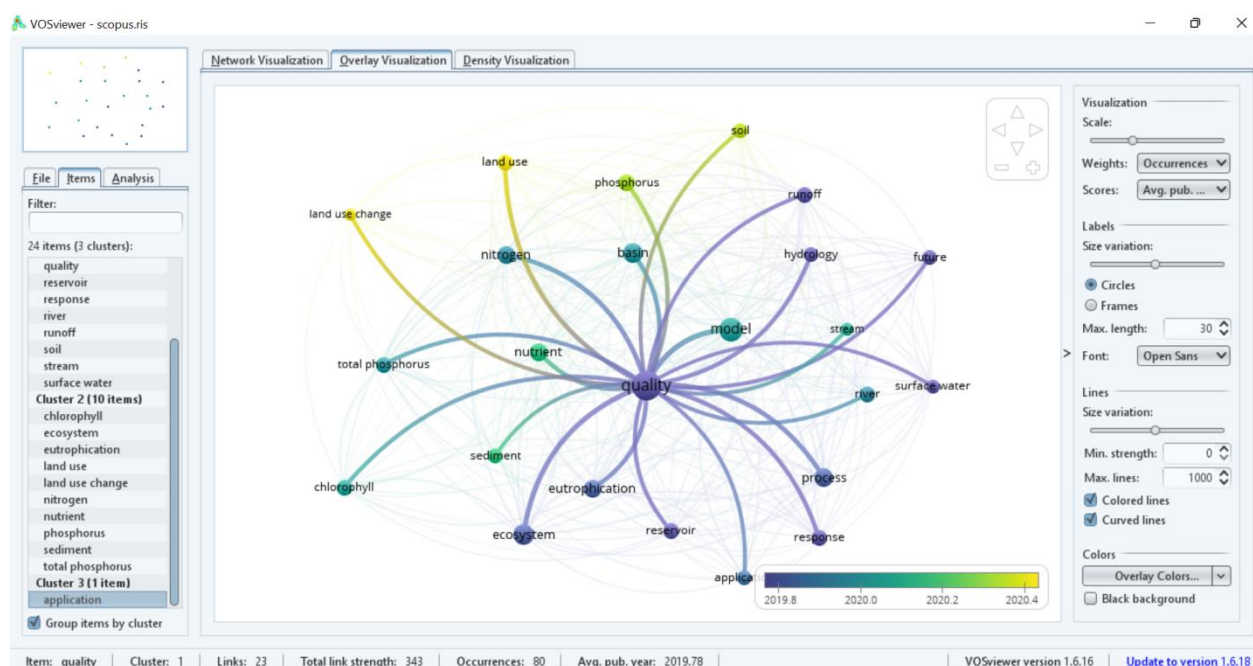 VOSviewer - scopus.ris
Network Visualization Overlay Visualization Density Visualization
File Items Analysis
Filter:
24 items (3 clusters):
quality
reservoir
response
river
runoff
soil
stream
surface water
Cluster 2 (10 items)
chlorophyll
ecosystem
eutrophication
land use
land use change
nitrogen
nutrient
phosphorus
sediment
total phosphorus
Cluster 3 (1 item)
application
Group items by cluster
soil
land use
phosphorus
runoff
land use change
nitrogen
basin
hydrology
future
model
stream
nutrient
total phosphorus
quality
surface water
river
sediment
process
chlorophyll
eutrophication
reservoir
ecosystem
response
applica
2019.8 2020.0 2020.2 2020.4
Visualization
Scale:
Weights: Occurrences
Scores: Avg. pub. ...
Labels
Size variation:
Circles
Frames
Max. length: 30
Font: Open Sans
Lines
Size variation:
Min. strength: 0
Max. lines: 1000
Colored lines
Curved lines
Colors
Overlay Colors...
Black background
Item: quality Cluster: 1 Links: 23 Total link strength: 343 Occurrences: 80 Avg. pub. year: 2019.78 VOSviewer version 1.6.16 Update to version 1.6.18